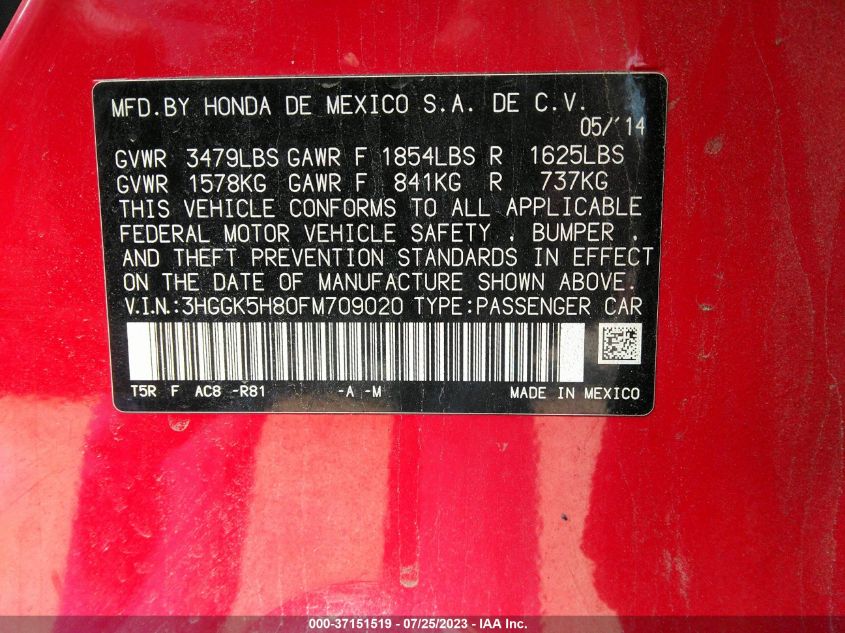 MFD.BY HONDA DE MEXICO S.A. DE C.V.
05/'14
GVWR 3479LBS GAWR F 1854LBS R 1625LBS
GVWR 1578KG GAWR F 841KG R 737KG
THIS VEHICLE CONFORMS TO ALL APPLICABLE
FEDERAL MOTOR VEHICLE SAFETY , BUMPER ,
AND THEFT PREVENTION STANDARDS IN EFFECT
ON THE DATE OF MANUFACTURE SHOWN ABOVE.
V.I.N.:3HGGK5H80FM709020 TYPE:PASSENGER CAR
T5R F AC8 -R81 -A -M MADE IN MEXICO
000-37151519 - 07/25/2023 - IAA Inc.